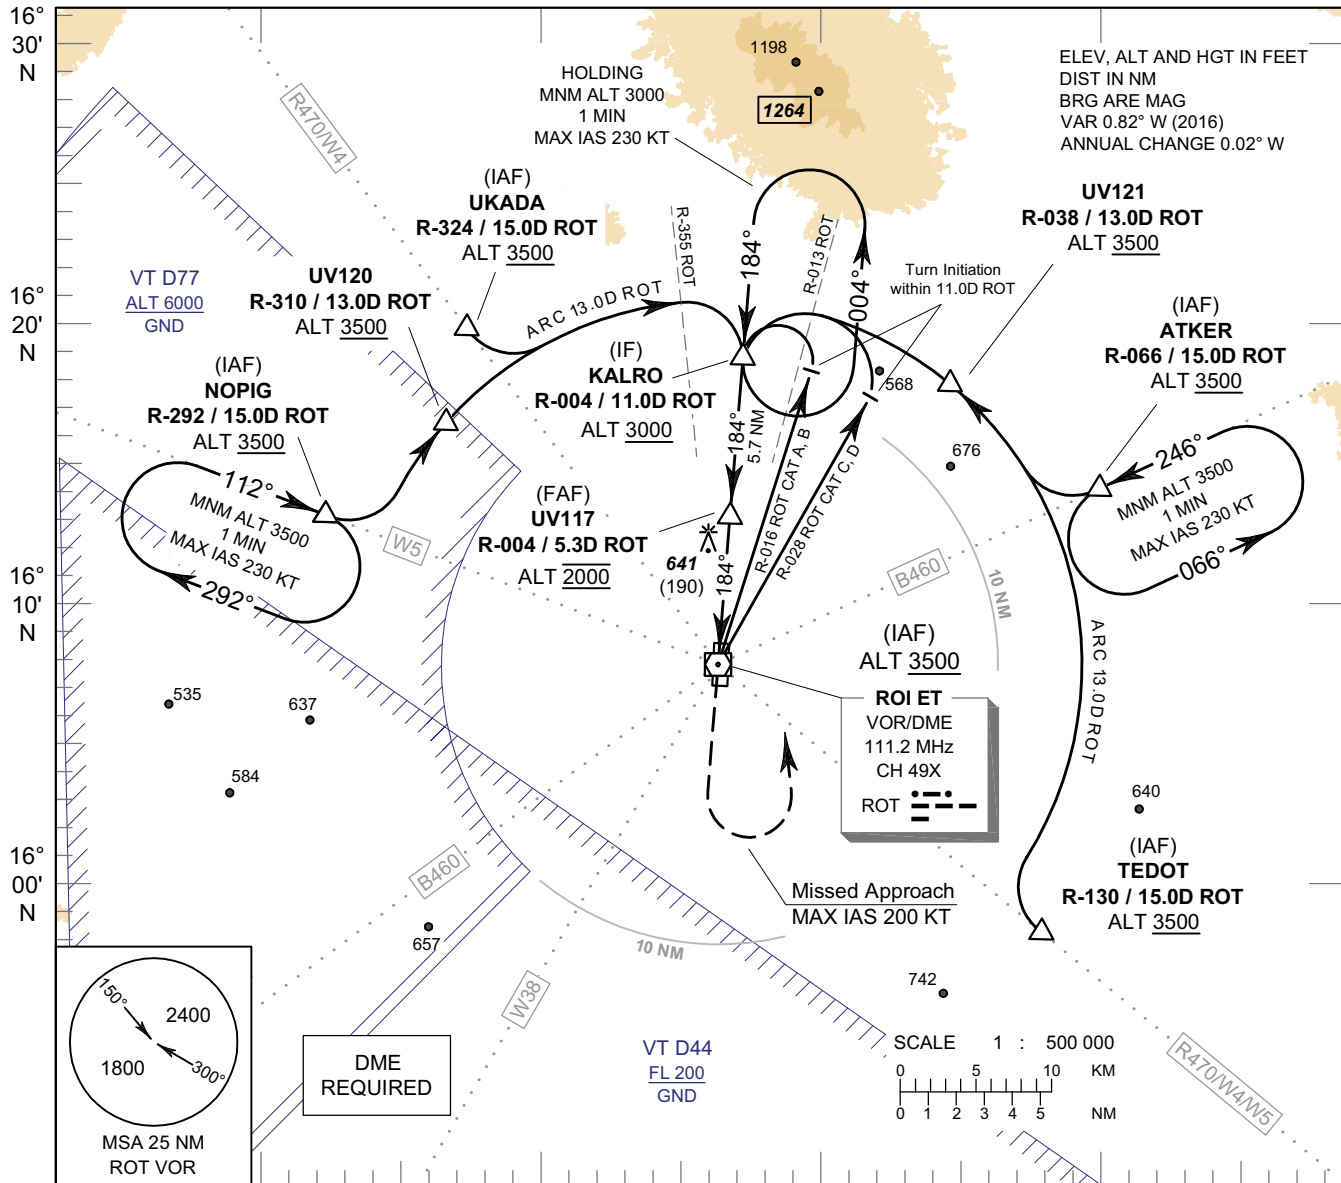 16°
30'
N
16°
20'
N
16°
10'
N
16°
00'
N
ELEV, ALT AND HGT IN FEET
DIST IN NM
BRG ARE MAG
VAR 0.82° W (2016)
ANNUAL CHANGE 0.02° W
HOLDING
MNM ALT 3000
1 MIN
MAX IAS 230 KT
1198
1264
R470/W4
(IAF)
UKADA
R-324 / 15.0D ROT
ALT 3500
UV121
R-038 / 13.0D ROT
ALT 3500
VT D77
ALT 6000
GND
UV120
R-310 / 13.0D ROT
ALT 3500
ARC 13.0D ROT
R-355 ROT
184°
R-013 ROT
004°
Turn Initiation
within 11.0D ROT
(IAF)
ATKER
R-066 / 15.0D ROT
ALT 3500
(IAF)
NOPIG
R-292 / 15.0D ROT
ALT 3500
(IF)
KALRO
R-004 / 11.0D ROT
ALT 3000
568
676
184°
5.7 NM
R-016 ROT CAT A, B
R-028 ROT CAT C, D
112°
MNM ALT 3500
1 MIN
MAX IAS 230 KT
292°
246°
MNM ALT 3500
1 MIN
MAX IAS 230 KT
066°
W5
(FAF)
UV117
R-004 / 5.3D ROT
ALT 2000
641
(190)
184°
B460
10 NM
(IAF)
ALT 3500
ROI ET
VOR/DME
111.2 MHz
CH 49X
ROT
ARC 13.0D ROT
535
637
584
640
(IAF)
TEDOT
R-130 / 15.0D ROT
ALT 3500
B460
657
Missed Approach
MAX IAS 200 KT
10 NM
742
W38
150°
2400
1800
300°
MSA 25 NM
ROT VOR
DME
REQUIRED
VT D44
FL 200
GND
SCALE 1 : 500 000
0 5 10 KM
0 1 2 3 4 5 NM
R470/W4/W5